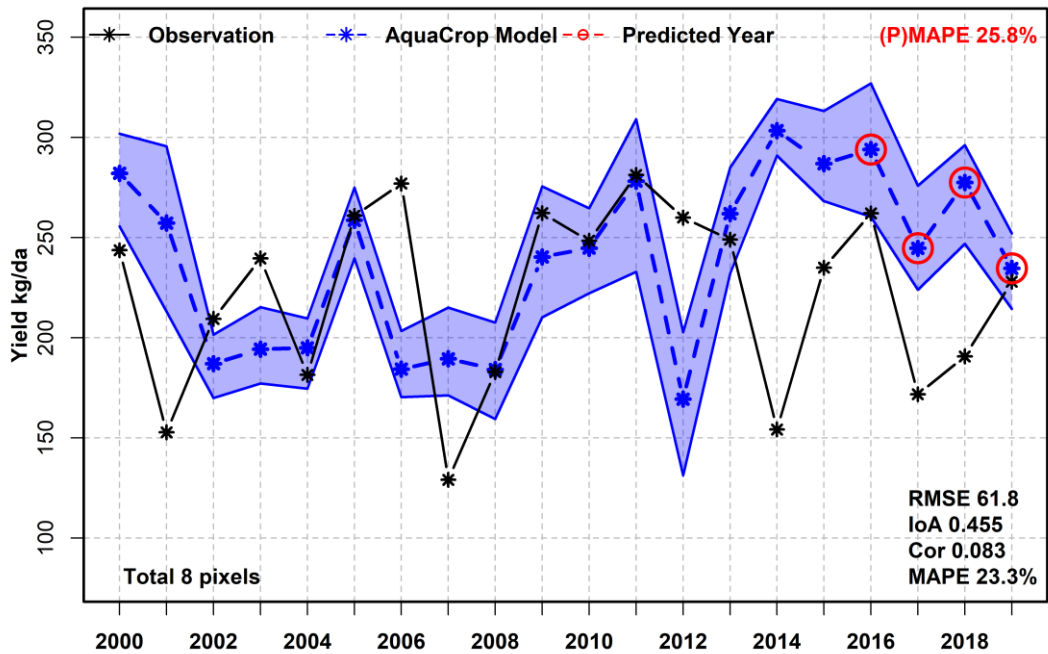 Observation AquaCrop Model Predicted Year (P)MAPE 25.8%
350
300
250
200
150
100
Yield kg/da
RMSE 61.8
IoA 0.455
Cor 0.083
Total 8 pixels MAPE 23.3%
2000 2002 2004 2006 2008 2010 2012 2014 2016 2018